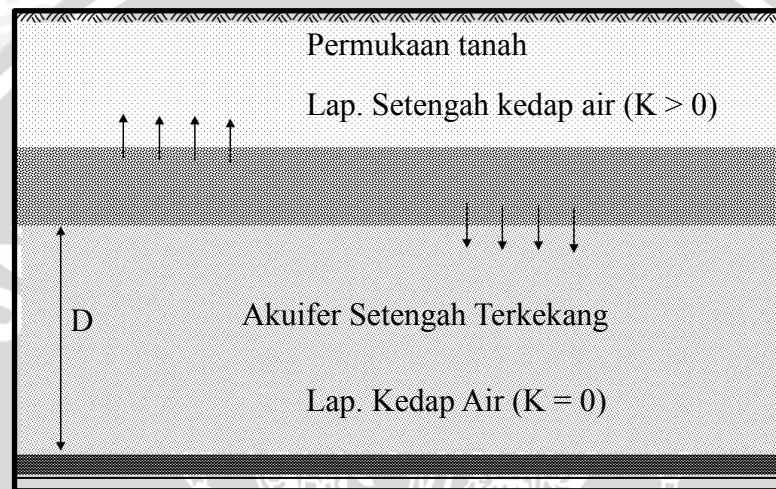 Permukaan tanah
Lap. Setengah kedap air (K > 0)
D
Akuifer Setengah Terkekang
Lap. Kedap Air (K = 0)